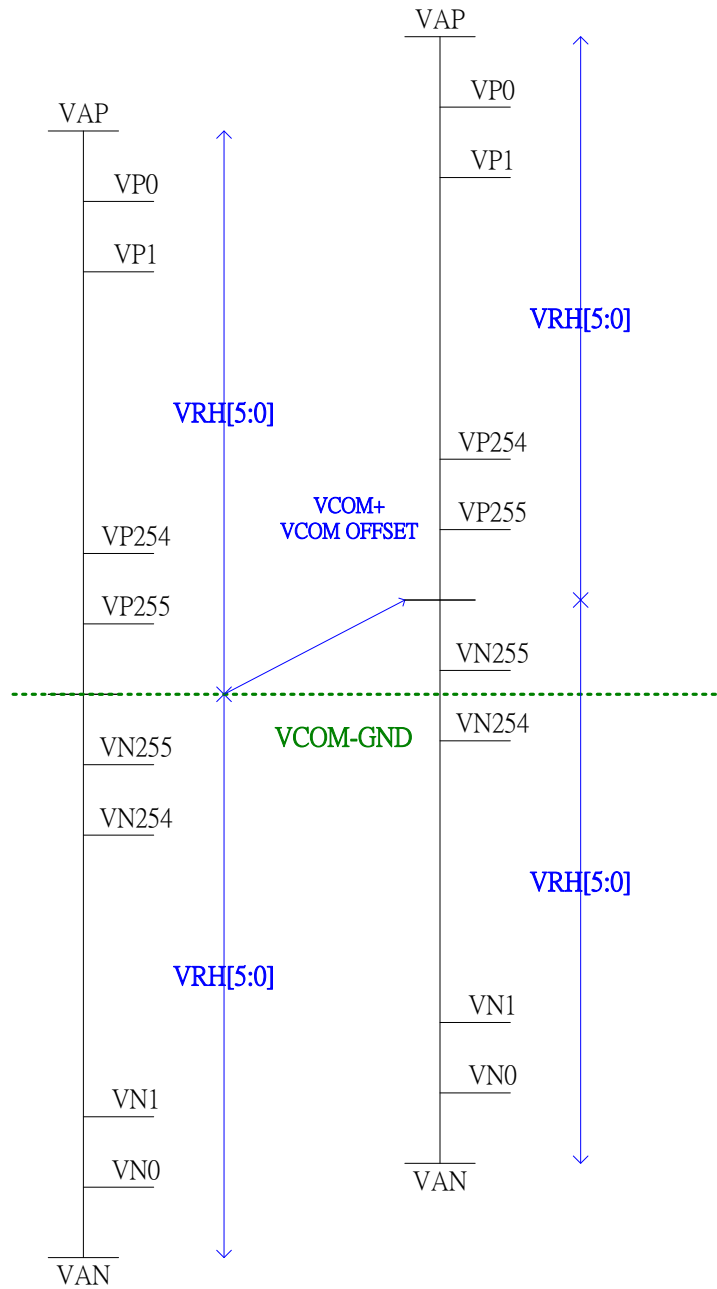 VAP
VP0
VP1
VRH[5:0]
VP254
VP255
VN255
VN254
VRH[5:0]
VN1
VN0
VAN
VCOM+
VCOM OFFSET
VCOM-GND
VAP
VP0
VP1
VRH[5:0]
VP254
VP255
VN255
VN254
VRH[5:0]
VN1
VN0
VAN